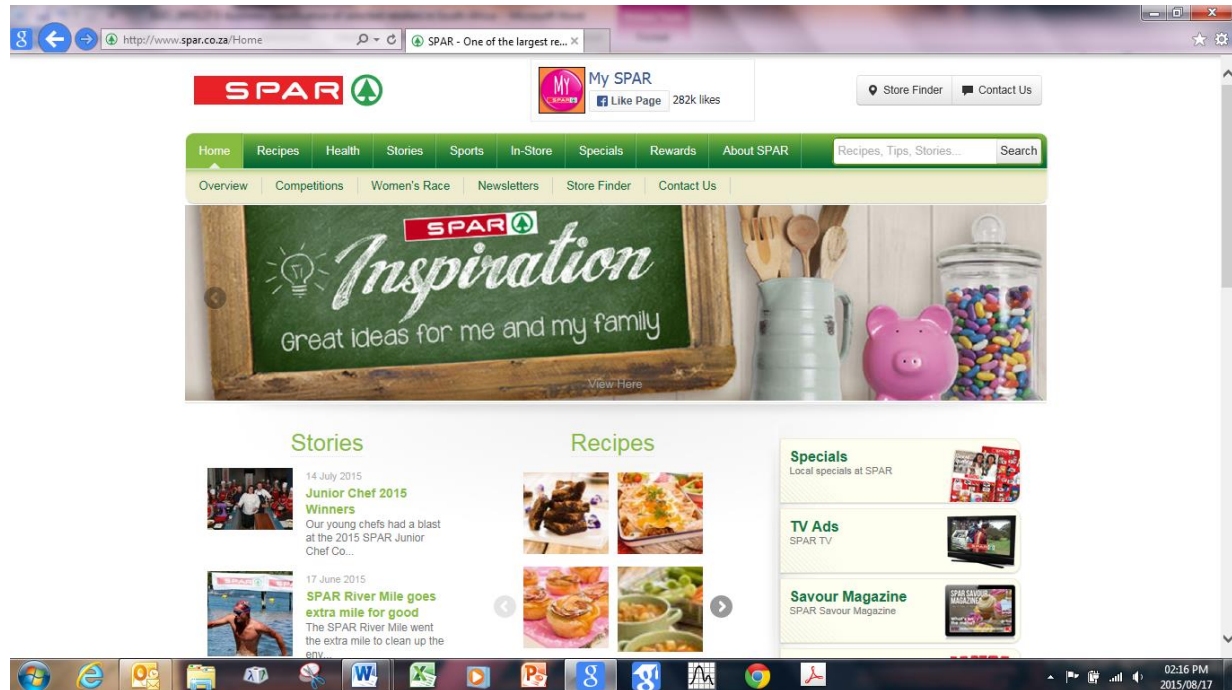 http://www.spar.co.za/Home
SPAR - One of the largest re...
SPAR
MY
SPAR
My SPAR
Like Page 282k likes
Store Finder
Contact Us
Home Recipes Health Stories Sports In-Store Specials Rewards About SPAR
Recipes, Tips, Stories... Search
Overview Competitions Women's Race Newsletters Store Finder Contact Us
SPAR
Inspiration
Great ideas for me and my family
View Here
Stories
14 July 2015
Junior Chef 2015
Winners
Our young chefs had a blast
at the 2015 SPAR Junior
Chef Co...
17 June 2015
SPAR River Mile goes
extra mile for good
The SPAR River Mile went
the extra mile to clean up the
env...
Recipes
Specials
Local specials at SPAR
TV Ads
SPAR TV
Savour Magazine
SPAR Savour Magazine
SPAR SAVOUR
MAGAZINE
02:16 PM
2015/08/17